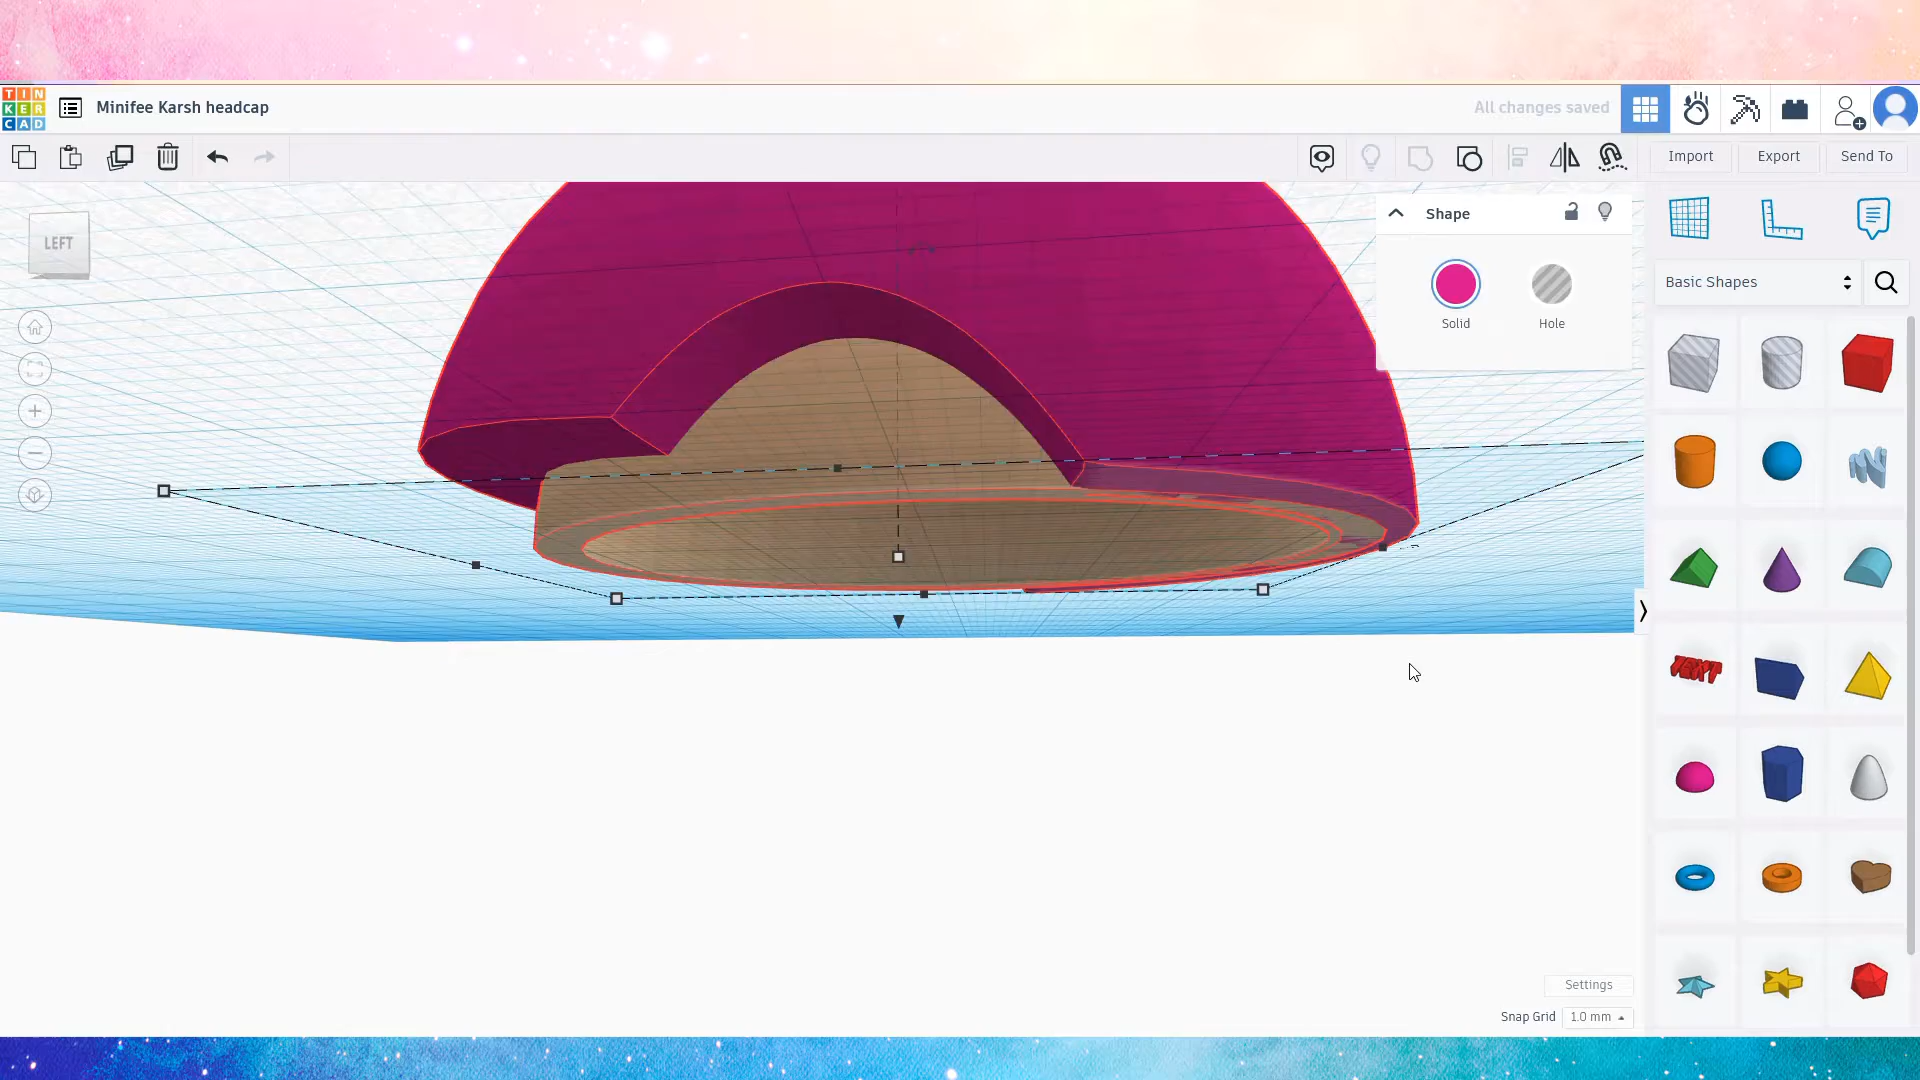 TIN
KER
CAD
Minifee Karsh headcap
All changes saved
Import
Export
Send To
LEFT
Shape
Solid
Hole
Basic Shapes
TEXT
Settings
Snap Grid
1.0 mm